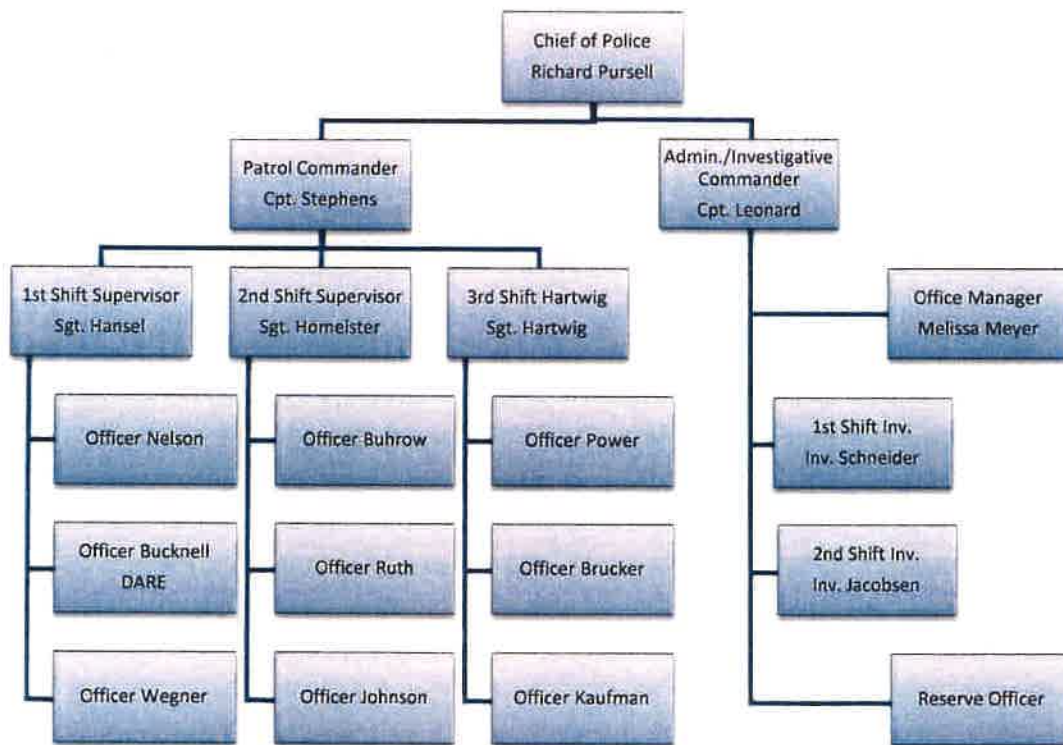 Chief of Police
Richard Pursell
Patrol Commander
Cpt. Stephens
Admin./Investigative
Commander
Cpt. Leonard
1st Shift Supervisor
Sgt. Hansel
2nd Shift Supervisor
Sgt. Homeister
3rd Shift Hartwig
Sgt. Hartwig
Office Manager
Melissa Meyer
Officer Nelson
Officer Buhrow
Officer Power
1st Shift Inv.
Inv. Schneider
Officer Bucknell
DARE
Officer Ruth
Officer Brucker
2nd Shift Inv.
Inv. Jacobsen
Officer Wegner
Officer Johnson
Officer Kaufman
Reserve Officer